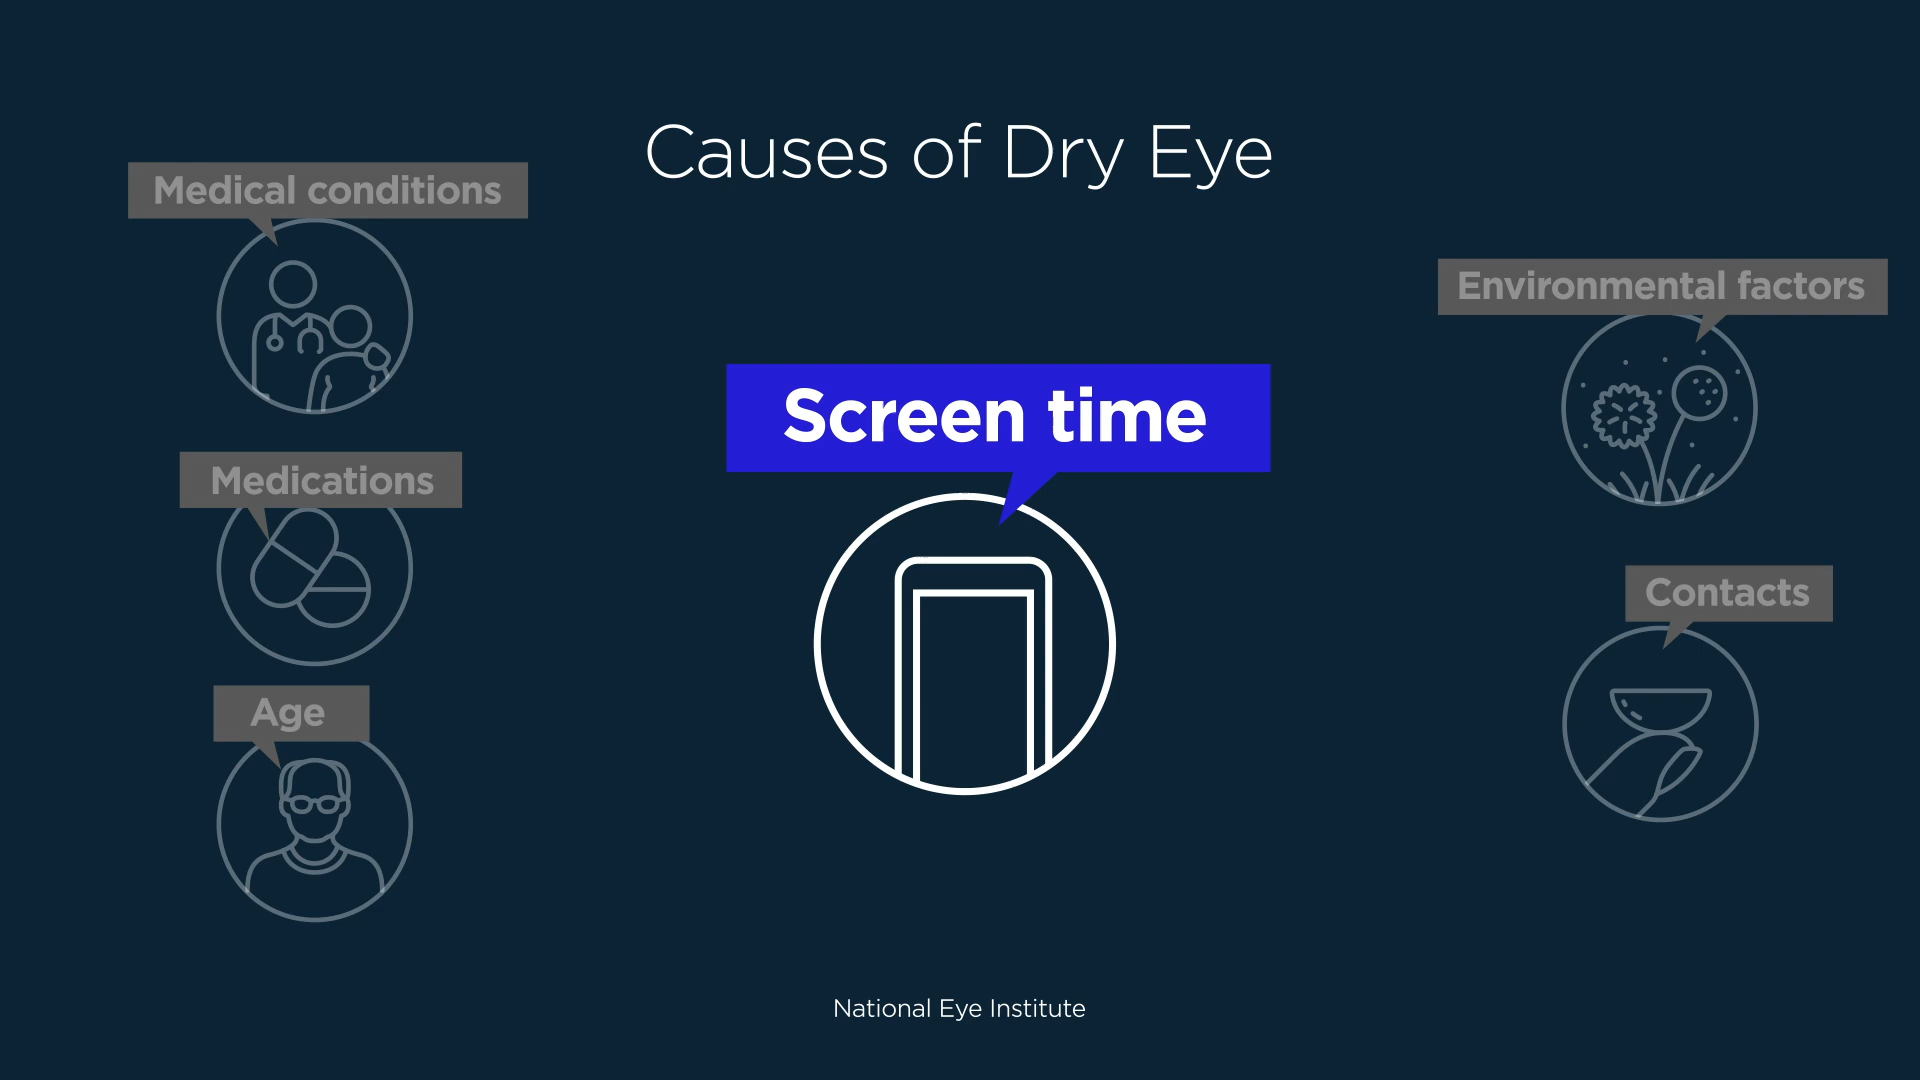 Causes of Dry Eye
Medical conditions
Medications
Age
Screen time
Environmental factors
Contacts
National Eye Institute